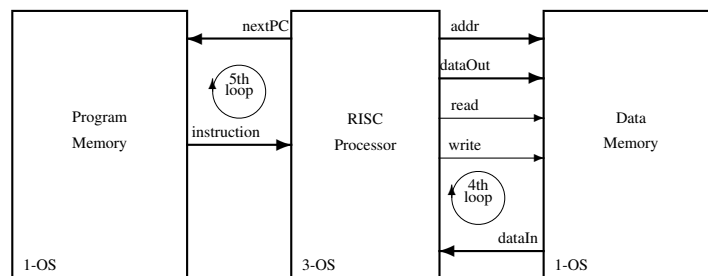 nextPC
addr
5th
loop
dataOut
Program
Memory
RISC
Processor
read
Data
Memory
instruction
write
4th
loop
dataIn
1-OS
3-OS
1-OS